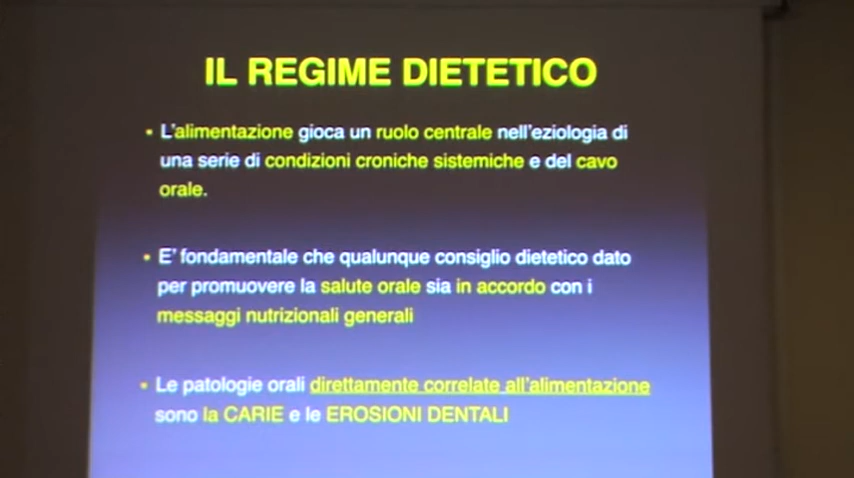 IL REGIME DIETETICO
• L'alimentazione gioca un ruolo centrale nell'eziologia di
una serie di condizioni croniche sistemiche e del cavo
orale.
• E' fondamentale che qualunque consiglio dietetico dato
per promuovere la salute orale sia in accordo con i
messaggi nutrizionali generali
• Le patologie orali direttamente correlate all'alimentazione
sono la CARIE e le EROSIONI DENTALI